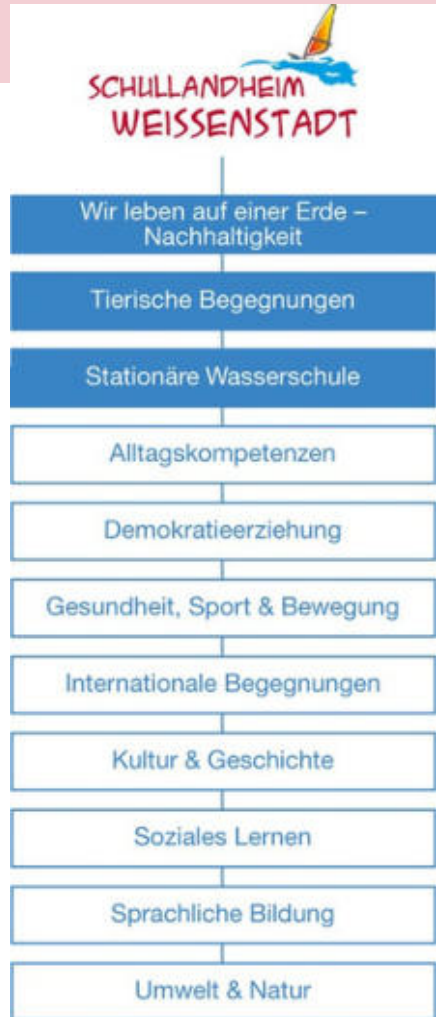 SCHULLANDHEIM
WEISSENSTADT
Wir leben auf einer Erde –
Nachhaltigkeit
Tierische Begegnungen
Stationäre Wasserschule
Alltagskompetenzen
Demokratieerziehung
Gesundheit, Sport & Bewegung
Internationale Begegnungen
Kultur & Geschichte
Soziales Lernen
Sprachliche Bildung
Umwelt & Natur